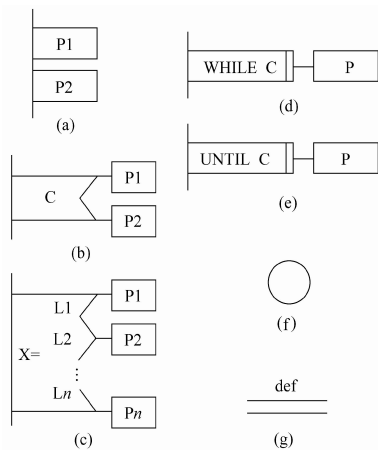 P1
P2
(a)
C
P1
P2
(b)
X=
L1
L2
⋮
Ln
P1
P2
Pn
(c)
WHILE C
P
(d)
UNTIL C
P
(e)
(f)
def
(g)